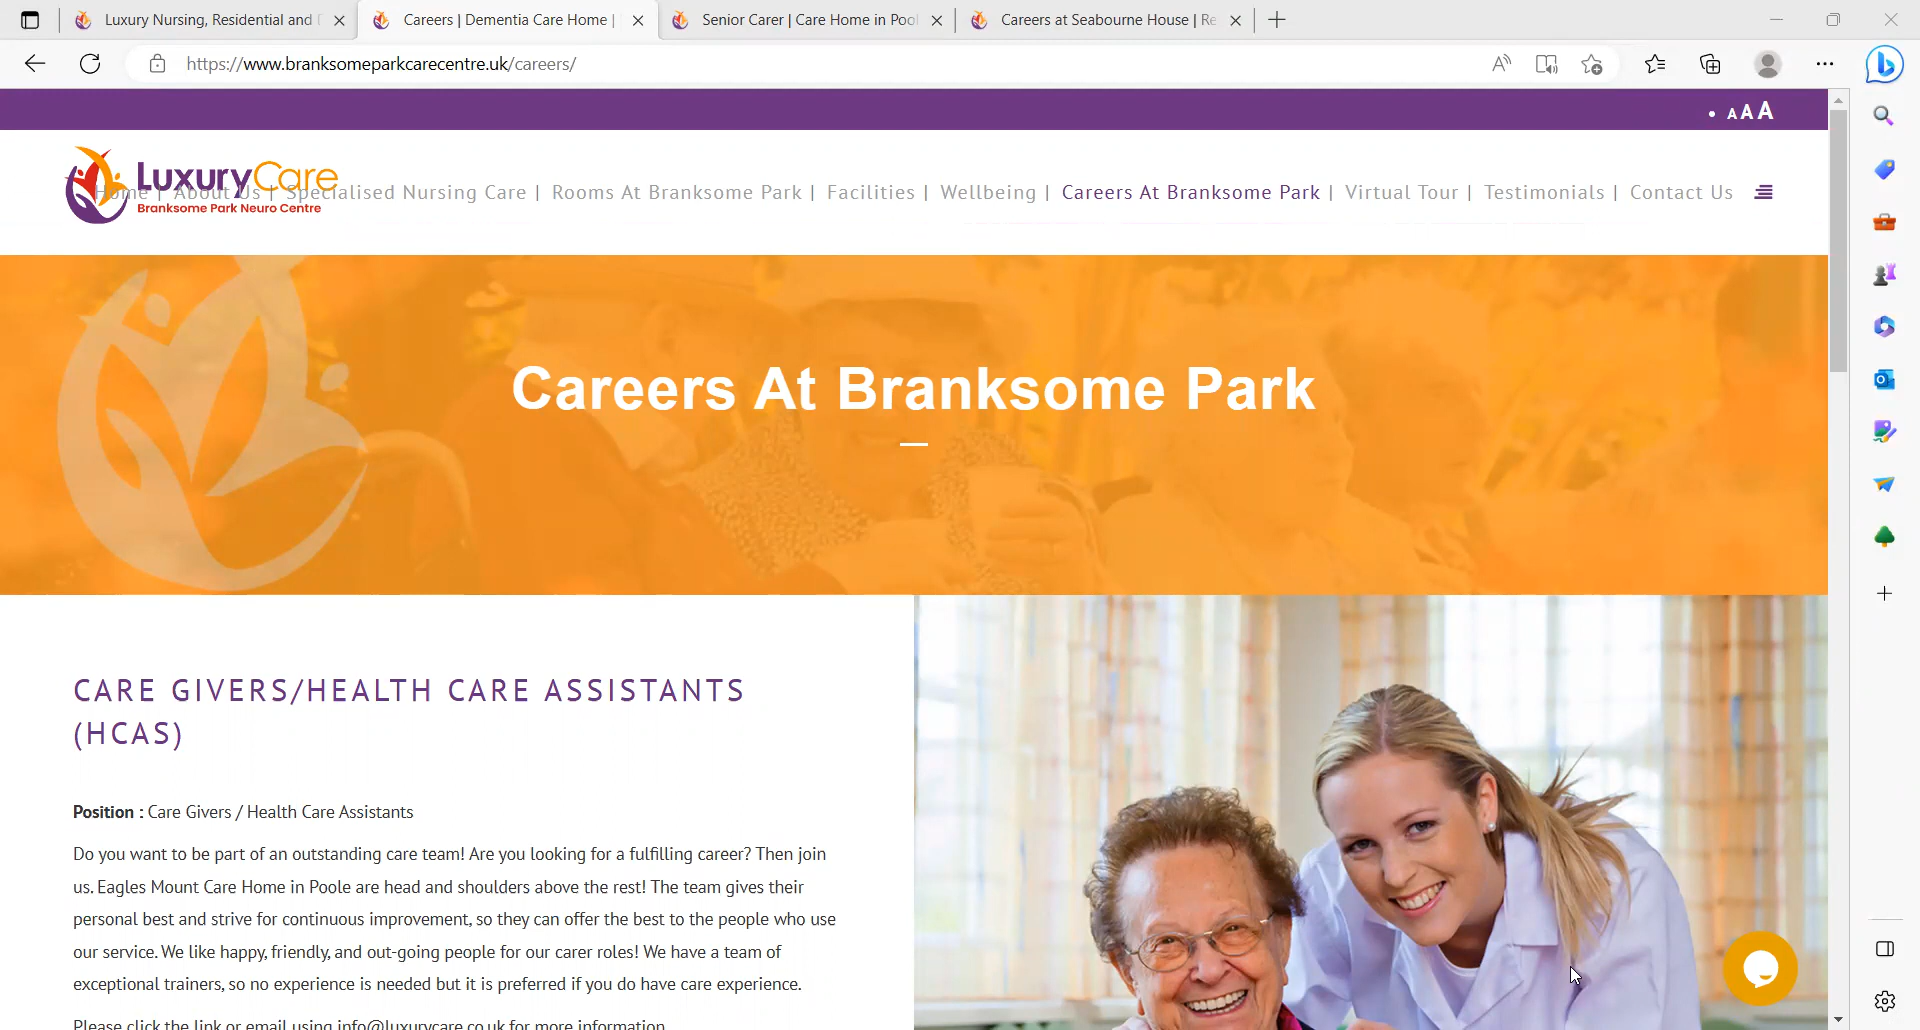 Luxury Nursing, Residential and
Careers | Dementia Care Home |
Senior Carer | Care Home in Poo
Careers at Seabourne House | Re
https://www.branksomeparkcarecentre.uk/careers/
A A A
LuxuryCare
Branksome Park Neuro Centre
Home | About Us | Specialised Nursing Care | Rooms At Branksome Park | Facilities | Wellbeing | Careers At Branksome Park | Virtual Tour | Testimonials | Contact Us
Careers At Branksome Park
CARE GIVERS/HEALTH CARE ASSISTANTS
(HCAS)
Position : Care Givers / Health Care Assistants
Do you want to be part of an outstanding care team! Are you looking for a fulfilling career? Then join
us. Eagles Mount Care Home in Poole are head and shoulders above the rest! The team gives their
personal best and strive for continuous improvement, so they can offer the best to the people who use
our service. We like happy, friendly, and out-going people for our carer roles! We have a team of
exceptional trainers, so no experience is needed but it is preferred if you do have care experience.
Please click the link or email using info@luxurycare.co.uk for more information